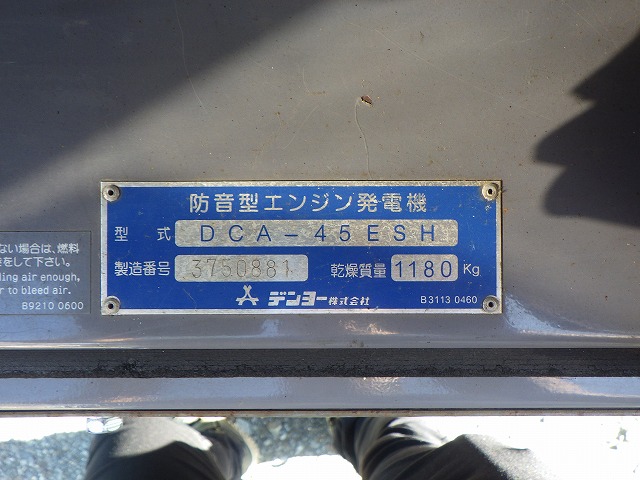 防音型エンジン発電機
型 式 DCA-45ESH
製造番号 3750881 乾燥質量 1180 Kg
デンヨー株式会社 B3113 0460
ない場合は、燃料
をして下さい。
ding air enough,
r to bleed air.
B9210 0600